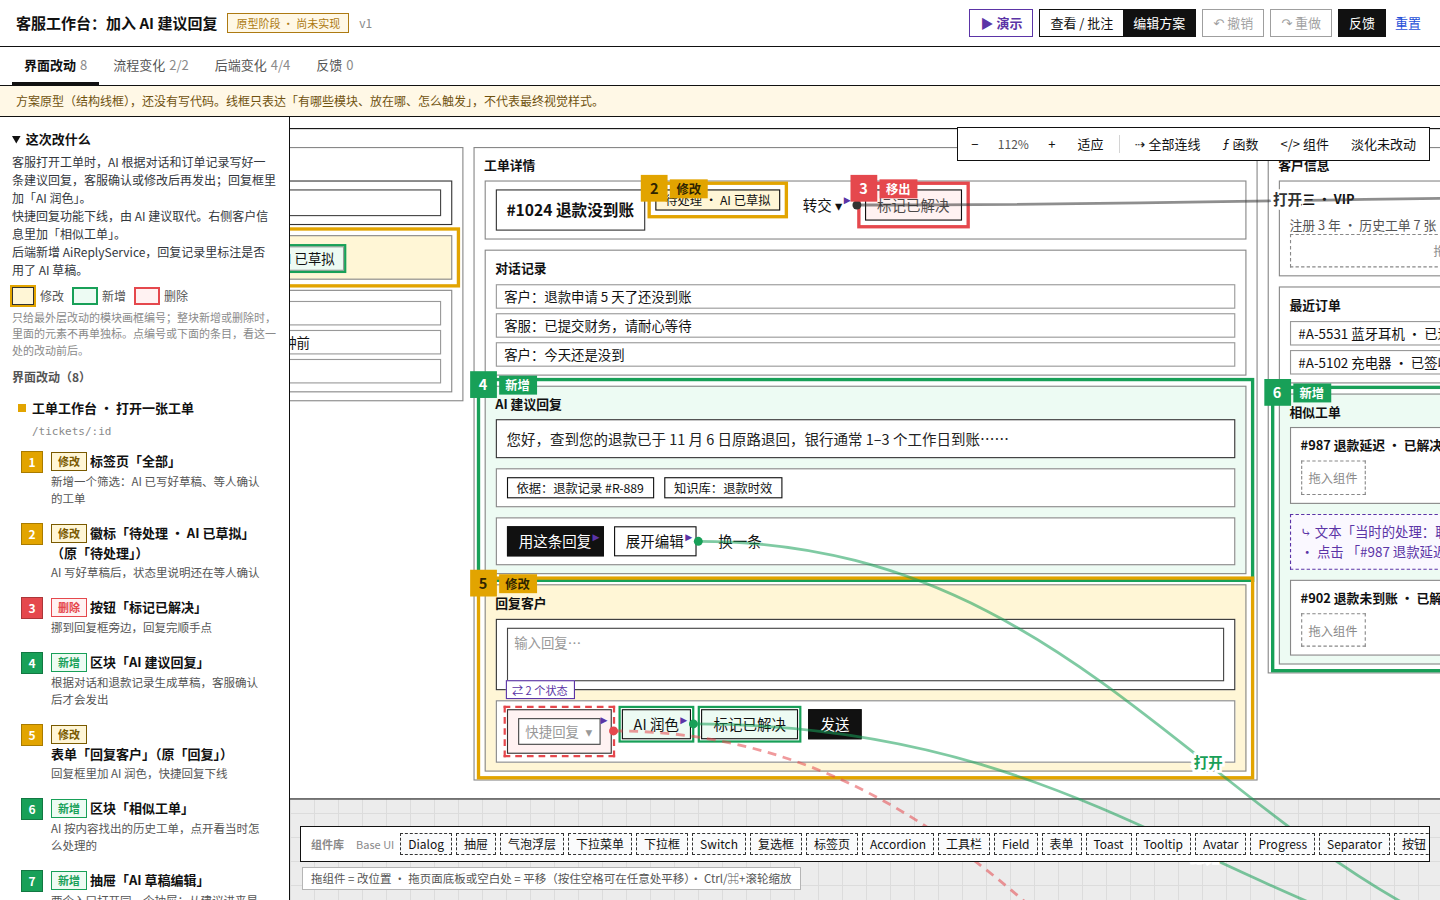 客服工作台：加入 AI 建议回复
原型阶段 · 尚未实现
v1
▶ 演示
查看 / 批注
编辑方案
↶ 撤销
↷ 重做
反馈
重置
界面改动 8
流程变化 2/2
后端变化 4/4
反馈 0
方案原型（结构线框），还没有写代码。线框只表达「有哪些模块、放在哪、怎么触发」，不代表最终视觉样式。
▼ 这次改什么
客服打开工单时，AI 根据对话和订单记录写好一
条建议回复，客服确认或修改后再发出；回复框里
加「AI 润色」。
快捷回复功能下线，由 AI 建议取代。右侧客户信
息里加「相似工单」。
后端新增 AiReplyService，回复记录里标注是否
用了 AI 草稿。
修改
新增
删除
只给最外层改动的模块画框编号；整块新增或删除时，
里面的元素不再单独标。点编号或下面的条目，看这一
处的改动前后。
界面改动（8）
工单工作台 · 打开一张工单
/tickets/:id
1
修改 标签页「全部」
新增一个筛选：AI 已写好草稿、等人确认
的工单
2
修改 徽标「待处理 · AI 已草拟」
（原「待处理」）
AI 写好草稿后，状态里说明还在等人确认
3
删除 按钮「标记已解决」
挪到回复框旁边，回复完顺手点
4
新增 区块「AI 建议回复」
根据对话和退款记录生成草稿，客服确认
后才会发出
5
修改
表单「回复客户」（原「回复」）
回复框里加 AI 润色，快捷回复下线
6
新增 区块「相似工单」
AI 按内容找出的历史工单，点开看当时怎
么处理的
7
新增 抽屉「AI 草稿编辑」
−
112%
+
适应
⇢ 全部连线
ƒ 函数
</> 组件
淡化未改动
已草拟
钟前
工单详情
#1024 退款没到账
2
修改
待处理 · AI 已草拟
转交 ▾
3
移出
标记已解决
对话记录
客户：退款申请 5 天了还没到账
客服：已提交财务，请耐心等待
客户：今天还是没到
4
新增
AI 建议回复
您好，查到您的退款已于 11 月 6 日原路退回，银行通常 1–3 个工作日到账……
依据：退款记录 #R-889
知识库：退款时效
用这条回复
展开编辑
换一条
5
修改
回复客户
输入回复…
⇄ 2 个状态
快捷回复 ▾
AI 润色
标记已解决
发送
打开
客户信息
打开
· VIP
注册 3 年 · 历史工单 7 张
最近订单
#A-5531 蓝牙耳机 · 已
#A-5102 充电器 · 已签
6
新增
相似工单
#987 退款延迟 · 已解决
拖入组件
⤷ 文本「当时的处理：
· 点击 「#987 退款延迟
#902 退款未到账 · 已解
拖入组件
组件库
Base UI
Dialog
抽屉
气泡浮层
下拉菜单
下拉框
Switch
复选框
标签页
Accordion
工具栏
Field
表单
Toast
Tooltip
Avatar
Progress
Separator
按钮
拖组件 = 改位置 · 拖页面底板或空白处 = 平移（按住空格可在任意处平移）· Ctrl/⌘+滚轮缩放